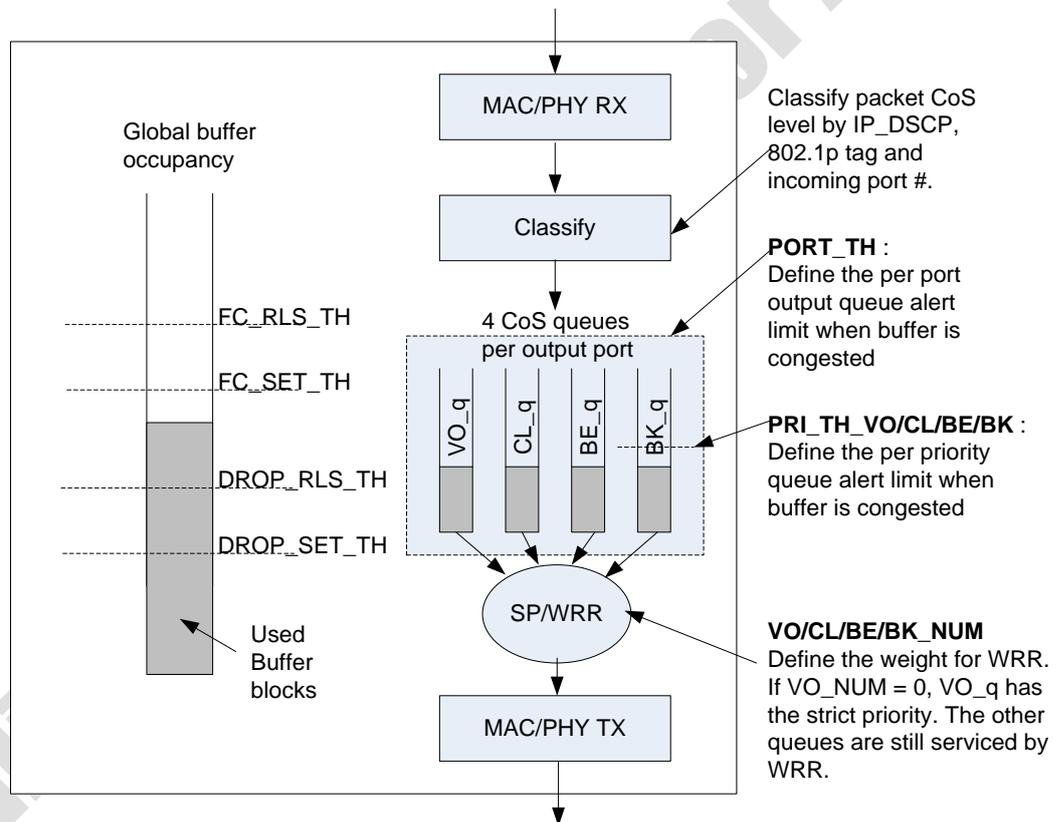 MAC/PHY RX
Global buffer
occupancy
Classify
4 CoS queues
per output port
FC_RLS_TH
FC_SET_TH
DROP_RLS_TH
DROP_SET_TH
VO_q
CL_q
BE_q
BK_q
SP/WRR
Used
Buffer
blocks
MAC/PHY TX
Classify packet CoS
level by IP_DSCP,
802.1p tag and
incoming port #.
PORT_TH :
Define the per port
output queue alert
limit when buffer is
congested
PRI_TH_VO/CL/BE/BK :
Define the per priority
queue alert limit when
buffer is congested
VO/CL/BE/BK_NUM
Define the weight for WRR.
If VO_NUM = 0, VO_q has
the strict priority. The other
queues are still serviced by
WRR.